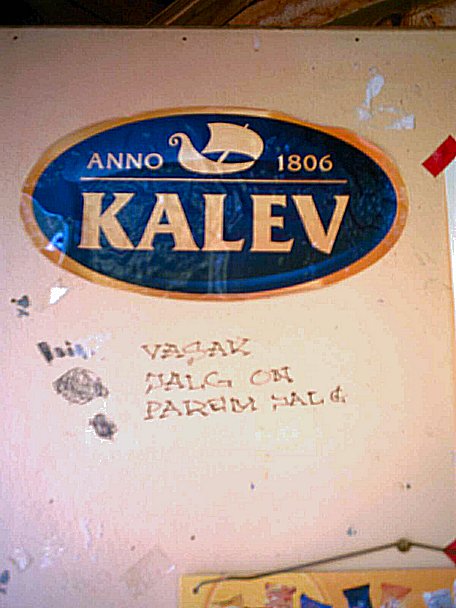 ANNO 1806
KALEV
VASAK
JALG ON
PAREM JALG